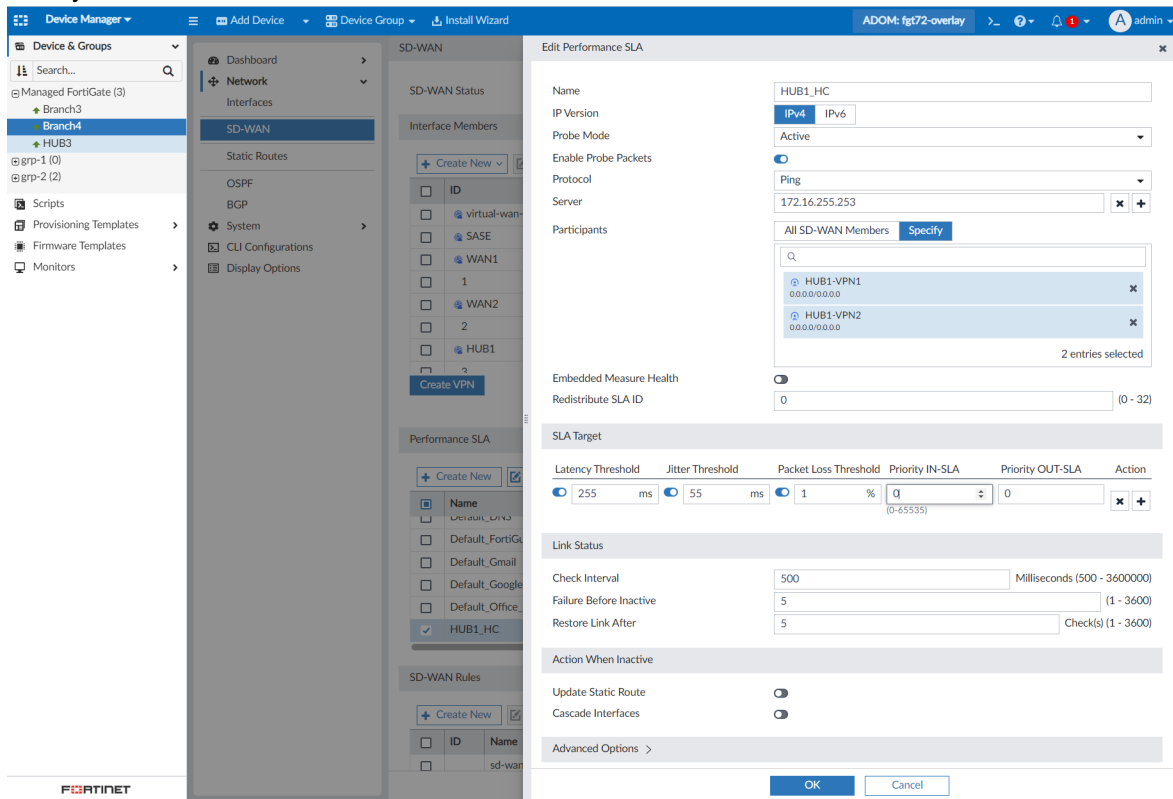 Device Manager
Add Device
Device Group
Install Wizard
ADOM: fgt72-overlay
>_
?
1
A
admin
Device & Groups
Search...
Managed FortiGate (3)
Branch3
Branch4
HUB3
grp-1 (0)
grp-2 (2)
Scripts
Provisioning Templates
Firmware Templates
Monitors
FORTINET
Dashboard
Network
Interfaces
SD-WAN
Static Routes
OSPF
BGP
System
CLI Configurations
Display Options
SD-WAN
SD-WAN Status
Interface Members
+ Create New
ID
virtual-wan-
SASE
WAN1
1
WAN2
2
HUB1
3
Create VPN
Performance SLA
+ Create New
Name
Default_DNS
Default_FortiGu
Default_Gmail
Default_Google
Default_Office_
HUB1_HC
SD-WAN Rules
+ Create New
ID Name
sd-wan
Edit Performance SLA
Name HUB1_HC
IP Version IPv4 IPv6
Probe Mode Active
Enable Probe Packets
Protocol Ping
Server 172.16.255.253
Participants All SD-WAN Members Specify
HUB1-VPN1
0.0.0.0/0.0.0.0
HUB1-VPN2
0.0.0.0/0.0.0.0
2 entries selected
Embedded Measure Health
Redistribute SLA ID 0 (0 - 32)
SLA Target
Latency Threshold Jitter Threshold Packet Loss Threshold Priority IN-SLA Priority OUT-SLA Action
255 ms 55 ms 1 % 0 0
(0-65535)
Link Status
Check Interval 500 Milliseconds (500 - 3600000)
Failure Before Inactive 5 (1 - 3600)
Restore Link After 5 Check(s) (1 - 3600)
Action When Inactive
Update Static Route
Cascade Interfaces
Advanced Options >
OK Cancel